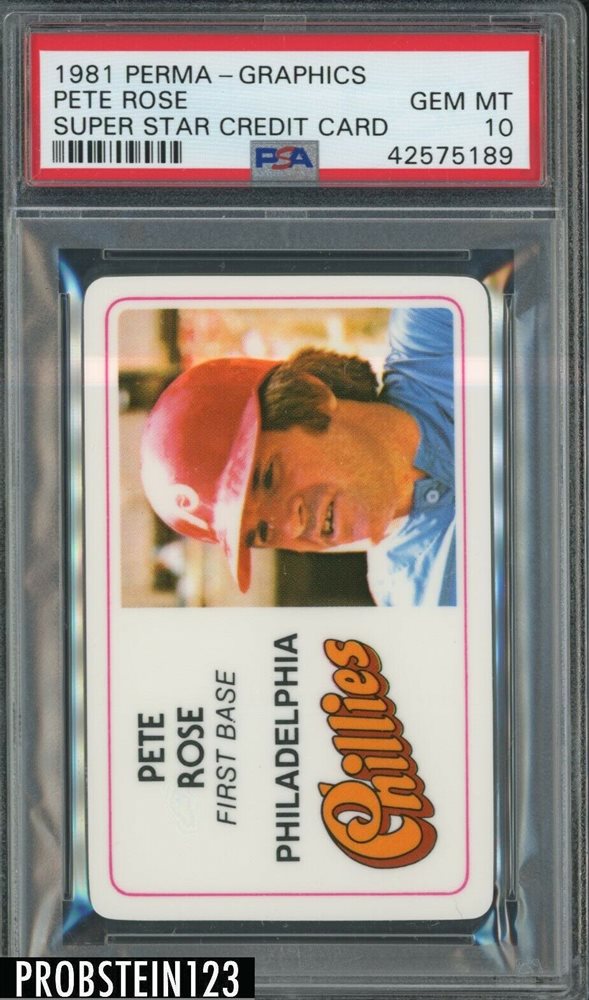 1981 PERMA-GRAPHICS
PETE ROSE GEM MT
SUPER STAR CREDIT CARD 10
PSA 42575189
P
PETE
ROSE
FIRST BASE
PHILADELPHIA
Phillies
PROBSTEIN123